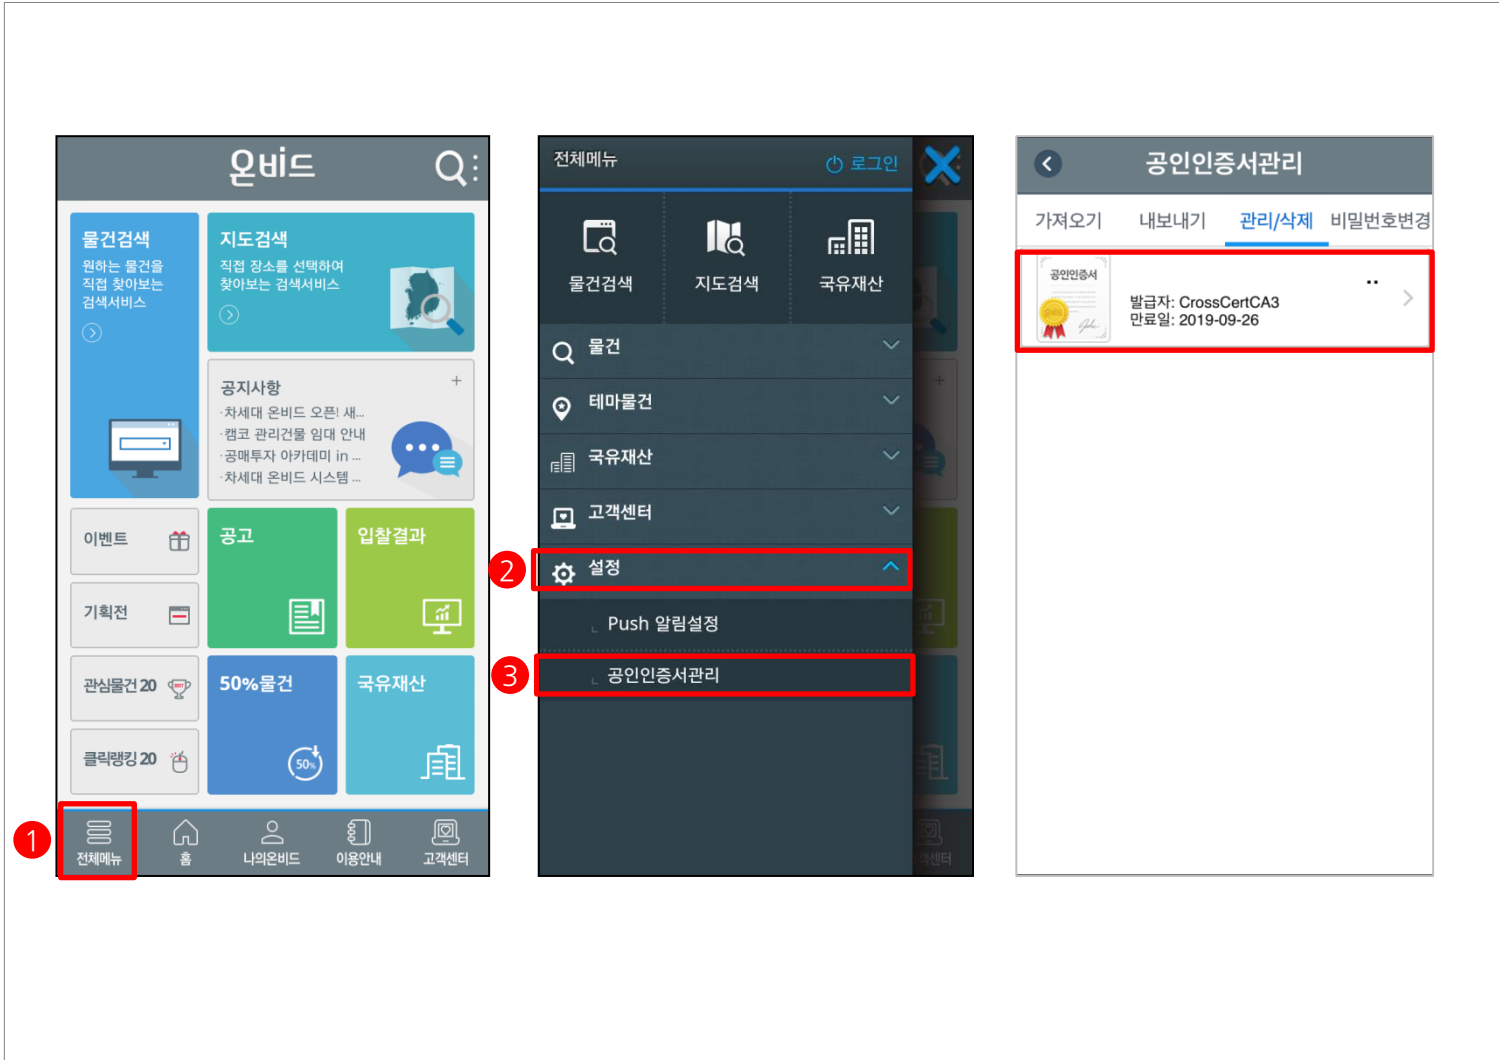 온비드
물건검색
원하는 물건을
직접 찾아보는
검색서비스
지도검색
직접 장소를 선택하여
찾아보는 검색서비스
공지사항
+
·차세대 온비드 오픈! 새...
·캠코 관리건물 임대 안내
·공매투자 아카데미 in ...
·차세대 온비드 시스템 ...
이벤트
공고
입찰결과
기획전
관심물건 20
50%물건
국유재산
클릭랭킹 20
50%
1
전체메뉴
홈
나의온비드
이용안내
고객센터
전체메뉴
로그인
물건검색
지도검색
국유재산
물건
테마물건
국유재산
고객센터
2
설정
Push 알림설정
3
공인인증서관리
객센터
공인인증서관리
가져오기
내보내기
관리/삭제
비밀번호변경
공인인증서
..
발급자: CrossCertCA3
만료일: 2019-09-26